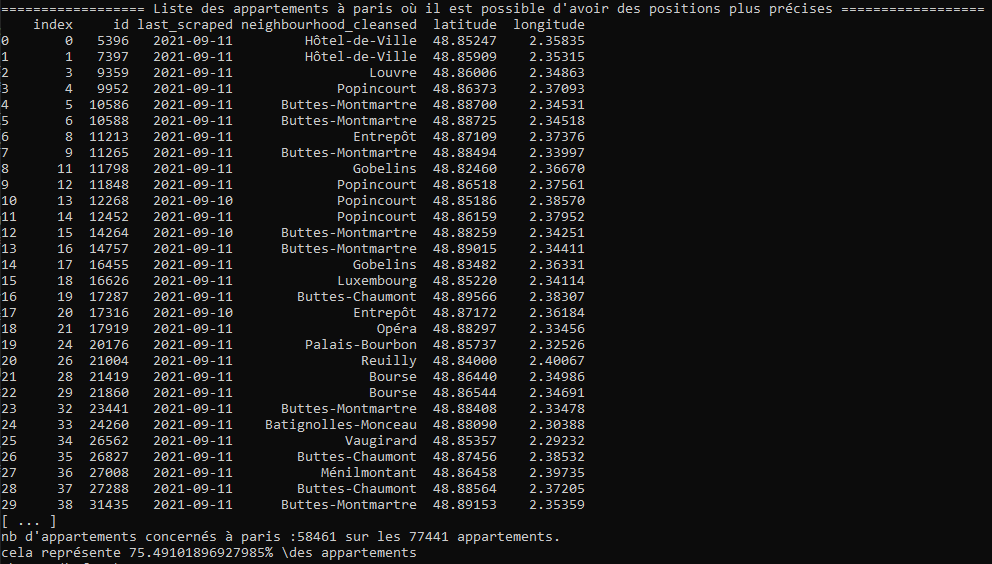 ================== Liste des appartements à paris où il est possible d'avoir des positions plus précises ==================
index id last_scraped neighbourhood_cleansed latitude longitude
0 0 5396 2021-09-11 Hôtel-de-Ville 48.85247 2.35835
1 1 7397 2021-09-11 Hôtel-de-Ville 48.85909 2.35315
2 3 9359 2021-09-11 Louvre 48.86006 2.34863
3 4 9952 2021-09-11 Popincourt 48.86373 2.37093
4 5 10586 2021-09-11 Buttes-Montmartre 48.88700 2.34531
5 6 10588 2021-09-11 Buttes-Montmartre 48.88725 2.34518
6 8 11213 2021-09-11 Entrepôt 48.87109 2.37376
7 9 11265 2021-09-11 Buttes-Montmartre 48.88494 2.33997
8 11 11798 2021-09-11 Gobelins 48.82460 2.36670
9 12 11848 2021-09-11 Popincourt 48.86518 2.37561
10 13 12268 2021-09-10 Popincourt 48.85186 2.38570
11 14 12452 2021-09-11 Popincourt 48.86159 2.37952
12 15 14264 2021-09-10 Buttes-Montmartre 48.88259 2.34251
13 16 14757 2021-09-11 Buttes-Montmartre 48.89015 2.34411
14 17 16455 2021-09-11 Gobelins 48.83482 2.36331
15 18 16626 2021-09-11 Luxembourg 48.85220 2.34114
16 19 17287 2021-09-11 Buttes-Chaumont 48.89566 2.38307
17 20 17316 2021-09-10 Entrepôt 48.87172 2.36184
18 21 17919 2021-09-11 Opéra 48.88297 2.33456
19 24 20176 2021-09-11 Palais-Bourbon 48.85737 2.32526
20 26 21004 2021-09-11 Reuilly 48.84000 2.40067
21 28 21419 2021-09-11 Bourse 48.86440 2.34986
22 29 21860 2021-09-11 Bourse 48.86544 2.34691
23 32 23441 2021-09-11 Buttes-Montmartre 48.88408 2.33478
24 33 24260 2021-09-11 Batignolles-Monceau 48.88090 2.30388
25 34 26562 2021-09-11 Vaugirard 48.85357 2.29232
26 35 26827 2021-09-11 Buttes-Chaumont 48.87456 2.38532
27 36 27008 2021-09-11 Ménilmontant 48.86458 2.39735
28 37 27288 2021-09-11 Buttes-Chaumont 48.88564 2.37205
29 38 31435 2021-09-11 Buttes-Montmartre 48.89153 2.35359
[ ... ]
nb d'appartements concernés à paris :58461 sur les 77441 appartements.
cela représente 75.49101896927985% \des appartements